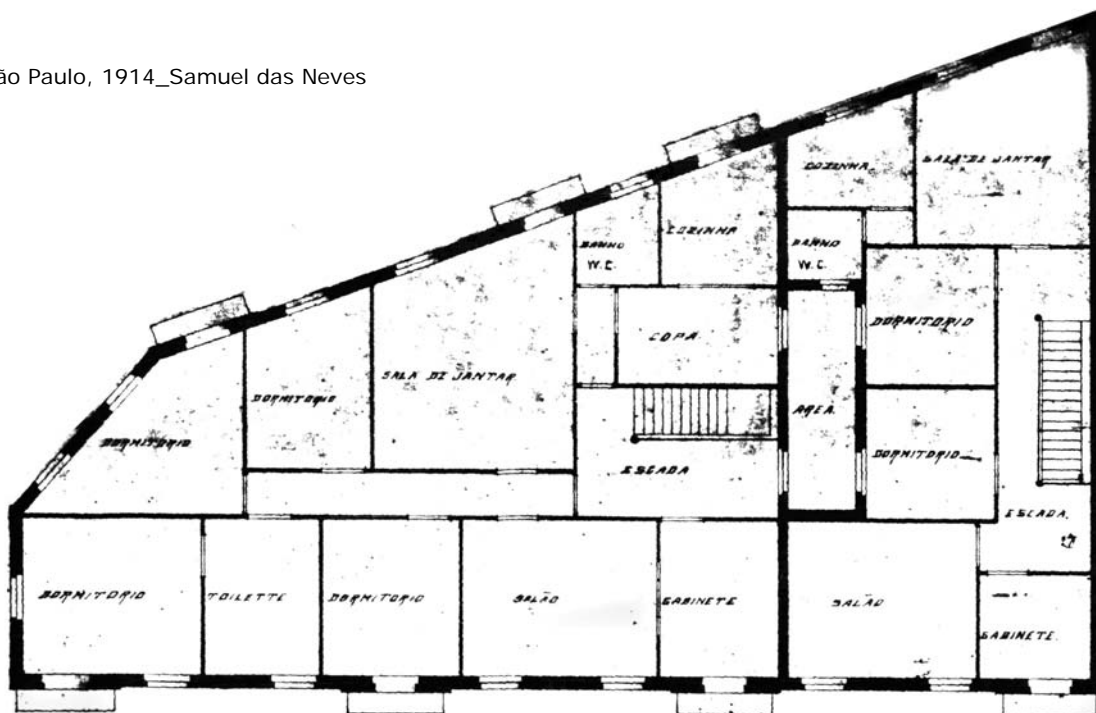 ão Paulo, 1914_Samuel das Neves
COZINHA.
SALA DE JANTAR
BANHO
W.C.
COZINHA
BANHO
W.C.
DORMITORIO
COPA.
SALA DE JANTAR
DORMITORIO
AREA.
DORMITORIO
DORMITORIO
ESCADA
ESCADA.
DORMITORIO
TOILETTE
DORMITORIO
SALÃO
GABINETE
SALÃO
GABINETE.